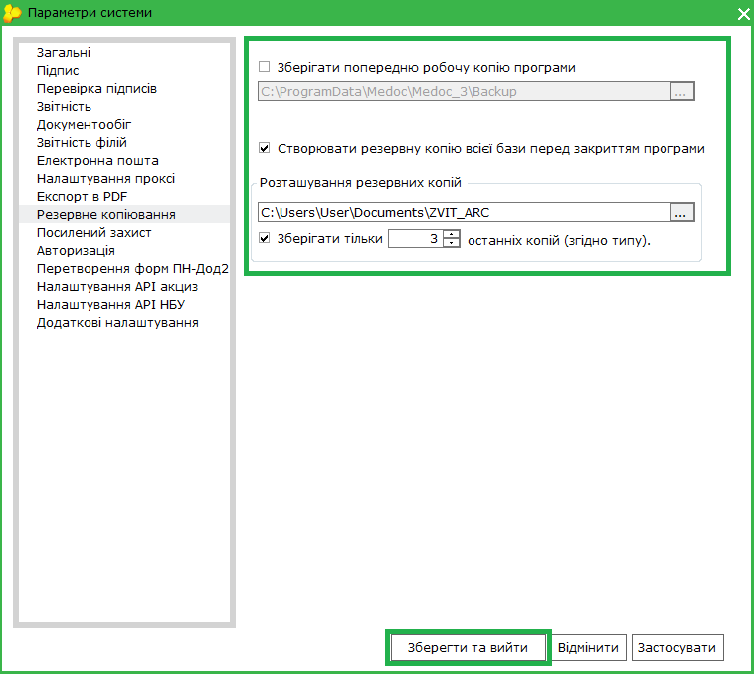 Параметри системи
Загальні
Підпис
Перевірка підписів
Звітність
Документообіг
Звітність філій
Електронна пошта
Налаштування проксі
Експорт в PDF
Резервне копіювання
Посилений захист
Авторизація
Перетворення форм ПН-Дод2
Налаштування API акциз
Налаштування API НБУ
Додаткові налаштування
Зберігати попередню робочу копію програми
C:\ProgramData\Medoc\Medoc_3\Backup ...
Створювати резервну копію всієї бази перед закриттям програми
Розташування резервних копій
C:\Users\User\Documents\ZVIT_ARC ...
Зберігати тільки 3 останніх копій (згідно типу).
Зберегти та вийти Відмінити Застосувати